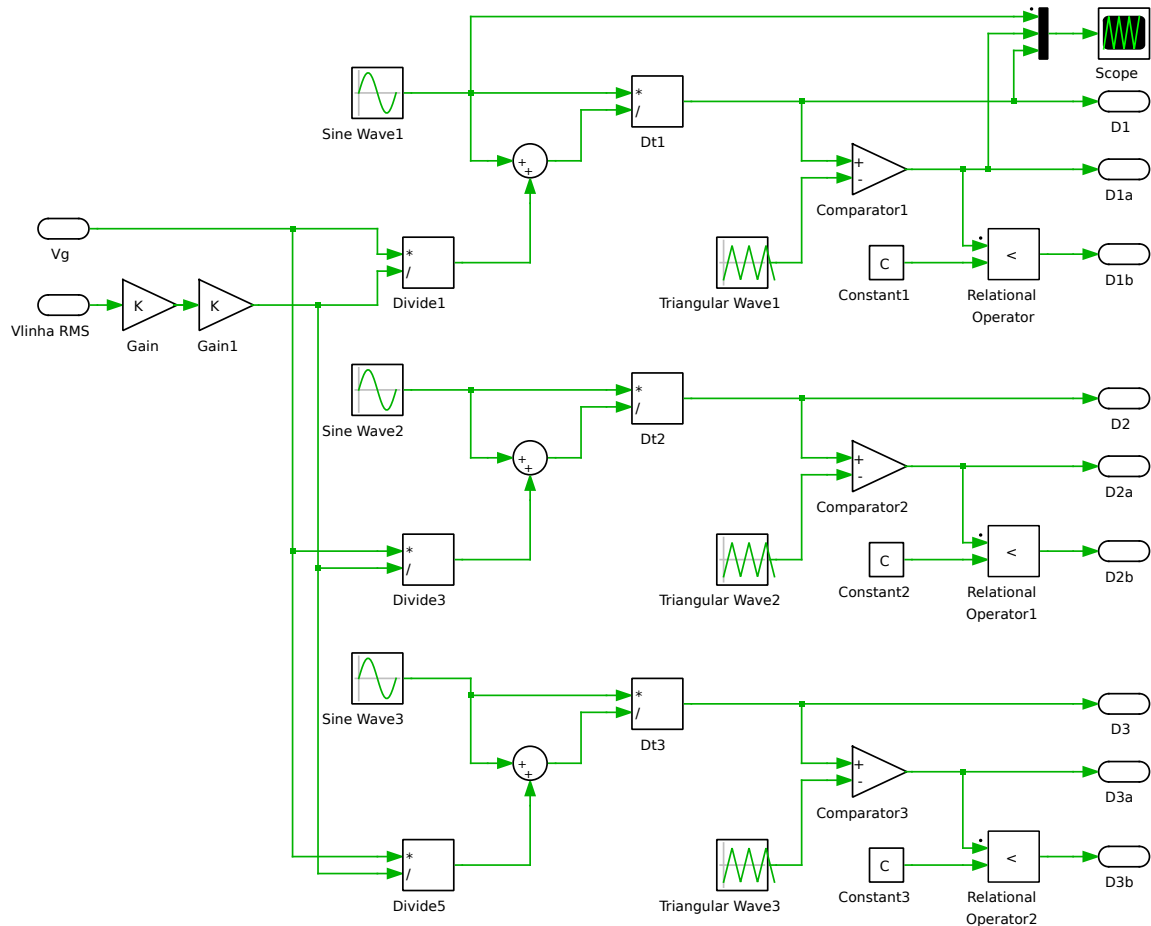 Scope
*
/
Sine Wave1
Dt1
D1
+
+
+
-
Comparator1
D1a
Vg
*
/
Divide1
Triangular Wave1
C
Constant1
<
Relational
Operator
D1b
Vlinha RMS
K
Gain
K
Gain1
Sine Wave2
*
/
Dt2
D2
+
+
+
-
Comparator2
D2a
*
/
Divide3
Triangular Wave2
C
Constant2
<
Relational
Operator1
D2b
Sine Wave3
*
/
Dt3
D3
+
+
+
-
Comparator3
D3a
*
/
Divide5
Triangular Wave3
C
Constant3
<
Relational
Operator2
D3b